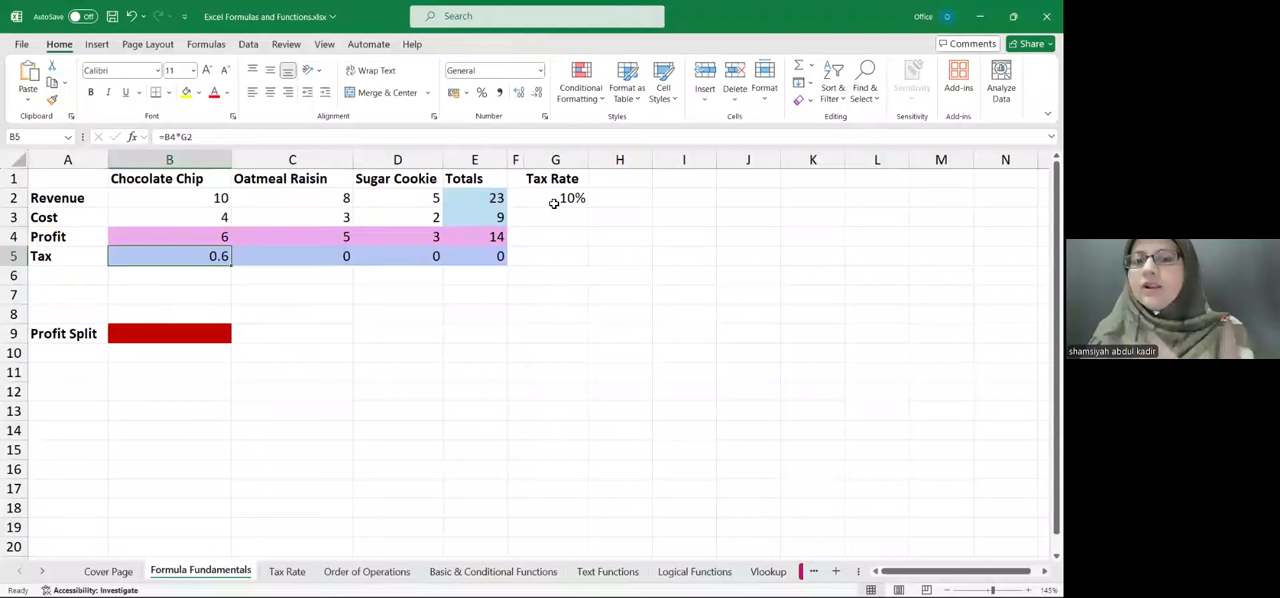 AutoSave Off Excel Formulas and Functions.xlsx Search Office O
File Home Insert Page Layout Formulas Data Review View Automate Help Comments Share
Calibri 11 Wrap Text General
Paste B I U Merge & Center % Conditional Formatting Format as Table Cell Styles Insert Delete Format Sort & Filter Find & Select Sensitivity Add-ins Analyze Data
Clipboard Font Alignment Number Styles Cells Editing Sensitivity Add-ins
B5 fx =B4*G2
A B C D E F G H I J K L M N
1 Chocolate Chip Oatmeal Raisin Sugar Cookie Totals Tax Rate
2 Revenue 10 8 5 23 10%
3 Cost 4 3 2 9
4 Profit 6 5 3 14
5 Tax 0.6 0 0 0
6
7
8
9 Profit Split
10
11
12
13
14
15
16
17
18
19
20
shamsiyah abdul kadir
Cover Page Formula Fundamentals Tax Rate Order of Operations Basic & Conditional Functions Text Functions Logical Functions Vlookup
Ready Accessibility: Investigate 145%